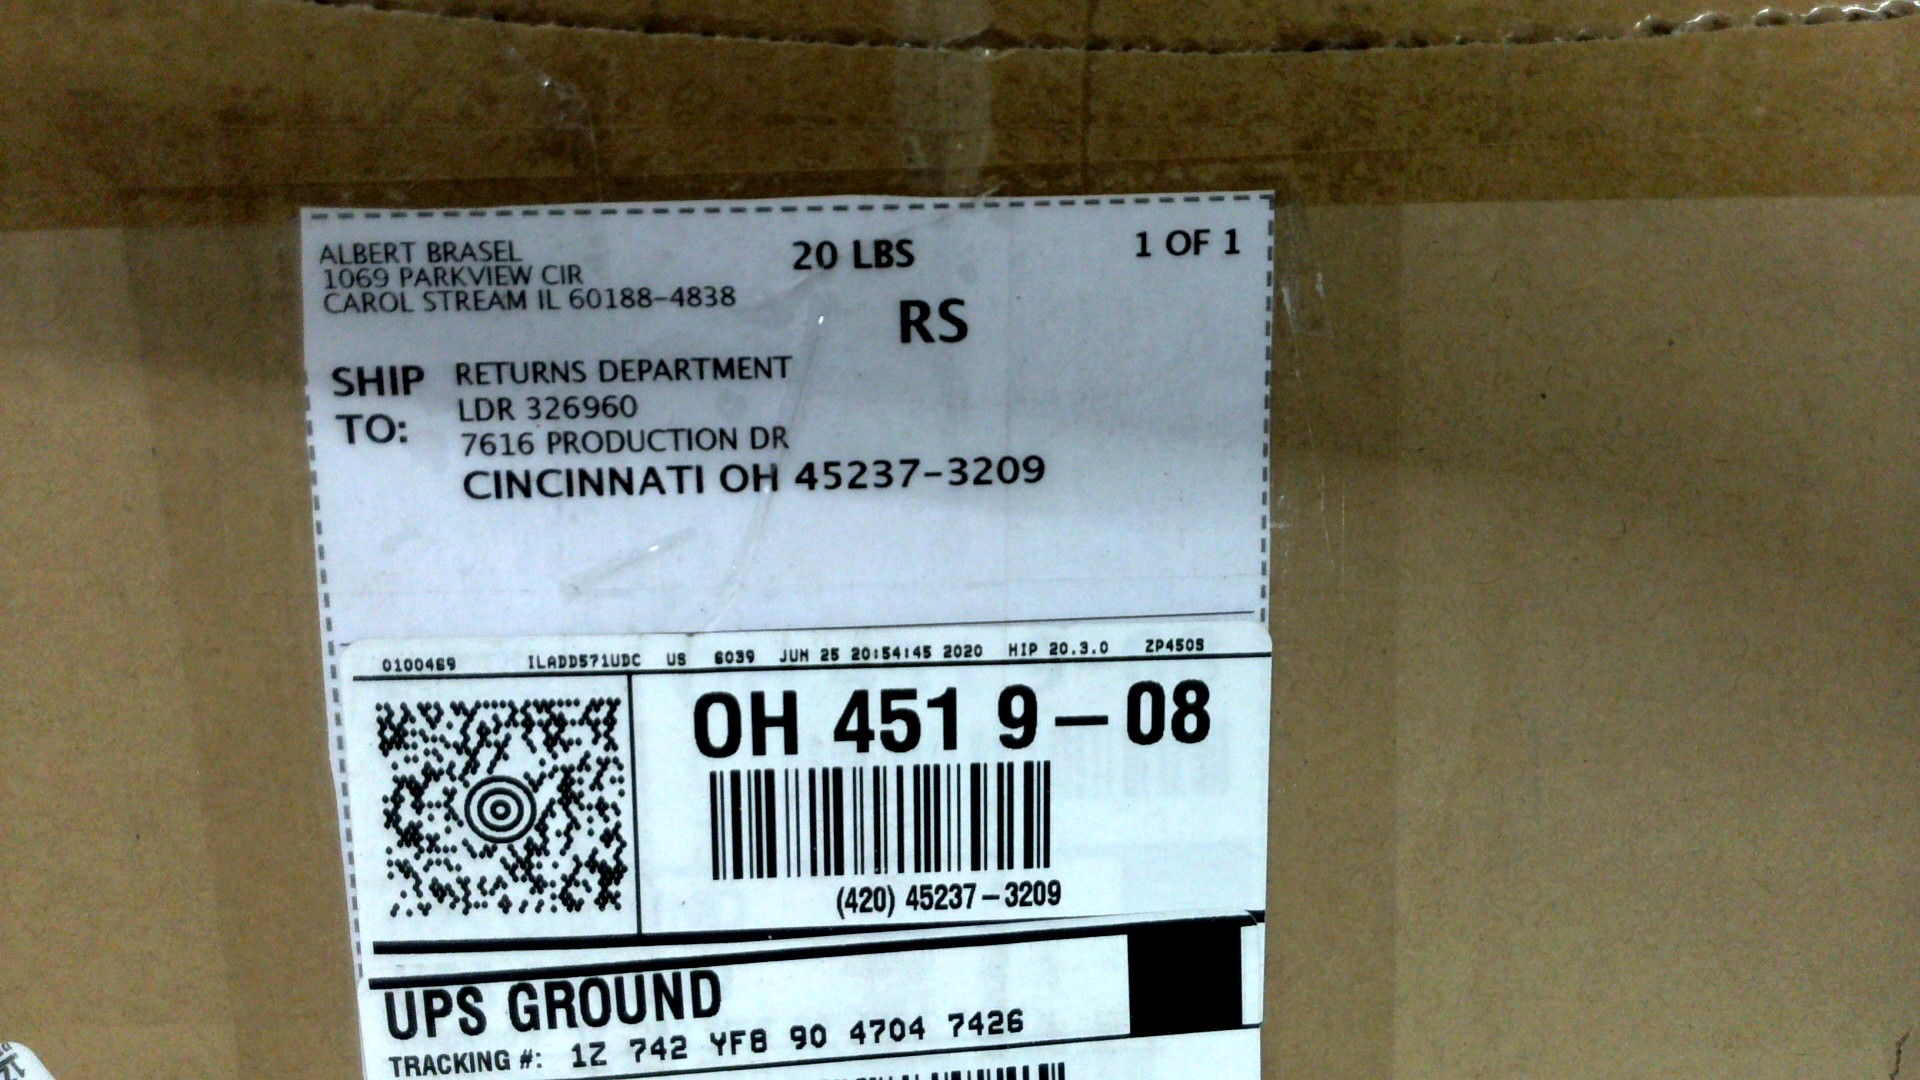 ALBERT BRASEL
1069 PARKVIEW CIR
CAROL STREAM IL 60188-4838
20 LBS
1 OF 1
RS
SHIP TO:
RETURNS DEPARTMENT
LDR 326960
7616 PRODUCTION DR
CINCINNATI OH 45237-3209
0100469 ILADD571UDC US 6039 JUN 25 20:54:45 2020 HIP 20.3.0 ZP450S
OH 451 9-08
(420) 45237-3209
UPS GROUND
TRACKING #: 1Z 742 YF8 90 4704 7426